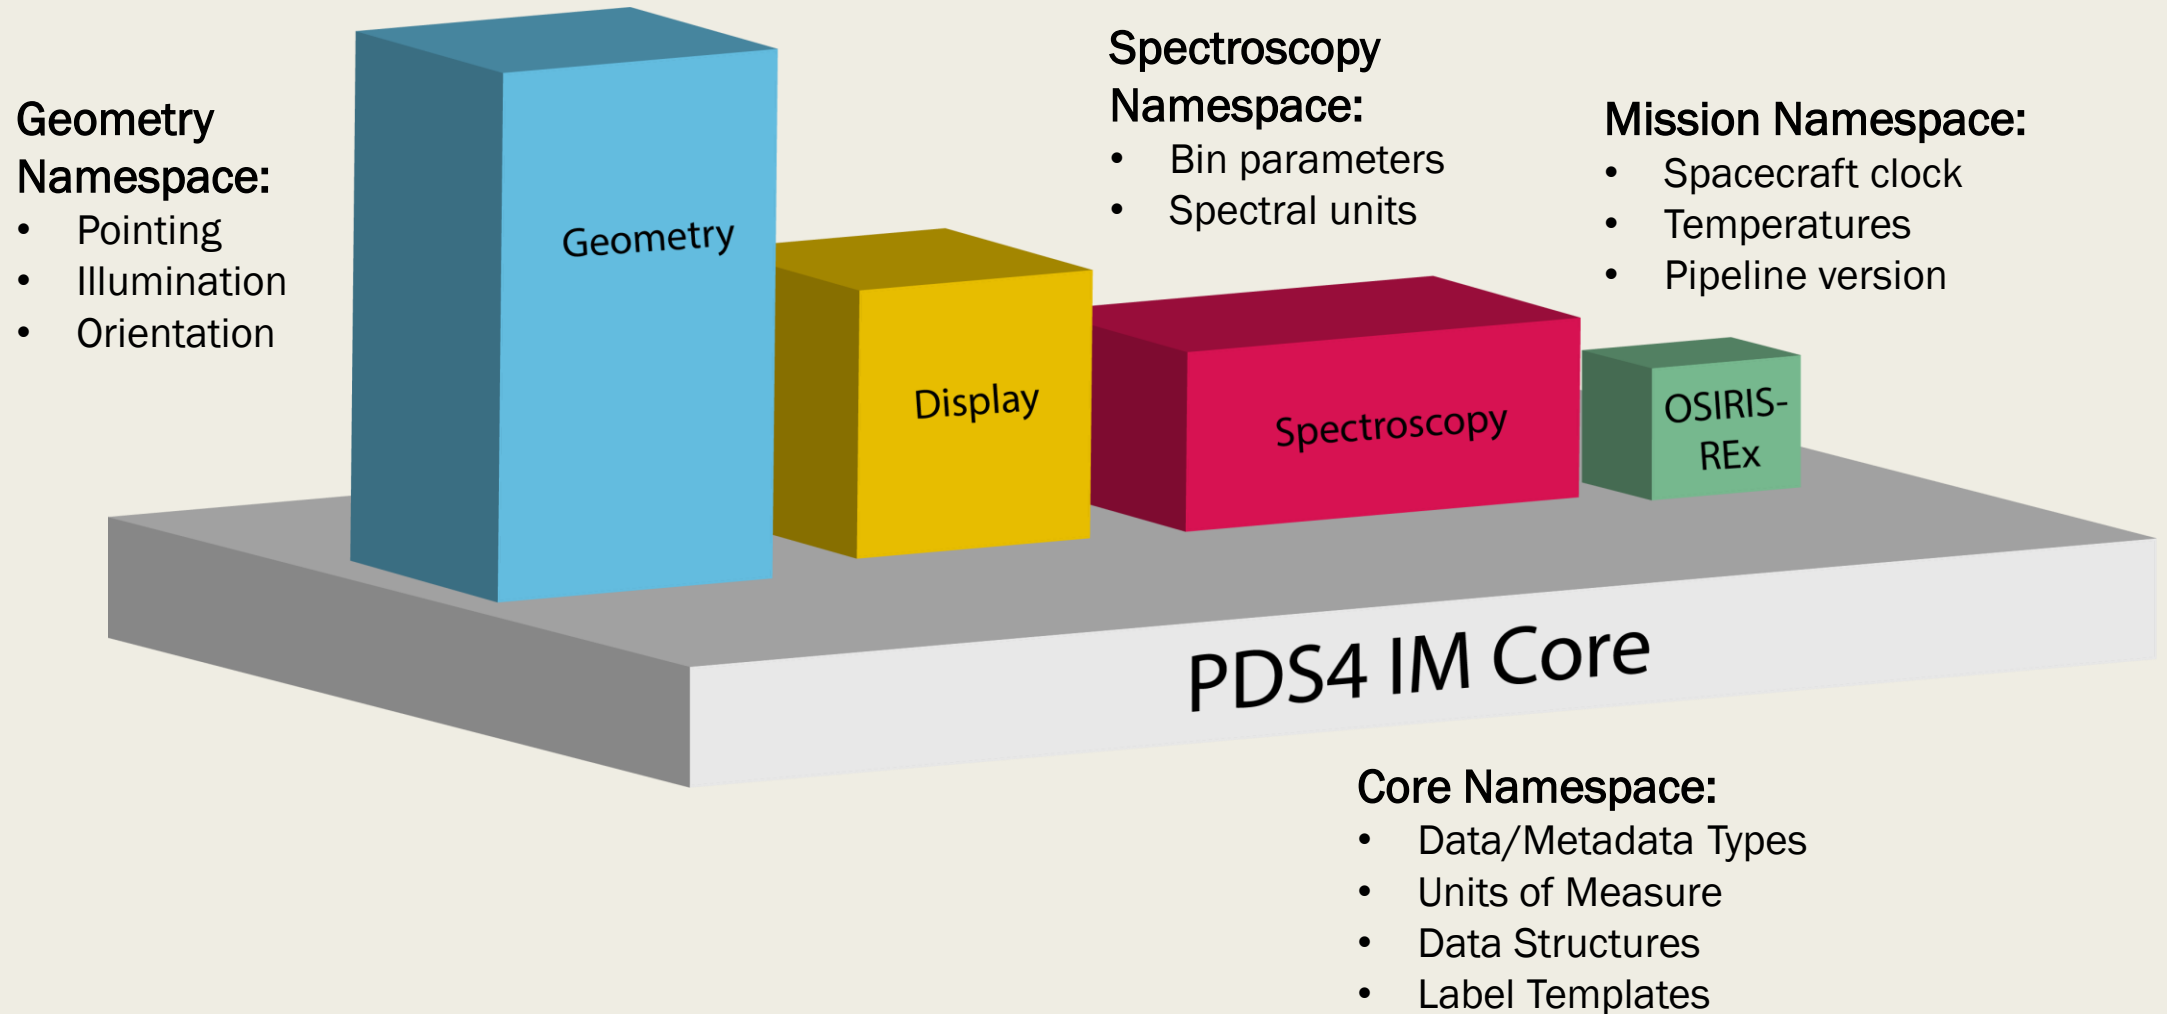 Geometry
Namespace:
• Pointing
• Illumination
• Orientation
Geometry
Display
Spectroscopy
Namespace:
• Bin parameters
• Spectral units
Spectroscopy
Mission Namespace:
• Spacecraft clock
• Temperatures
• Pipeline version
OSIRIS-
REx
PDS4 IM Core
Core Namespace:
• Data/Metadata Types
• Units of Measure
• Data Structures
• Label Templates